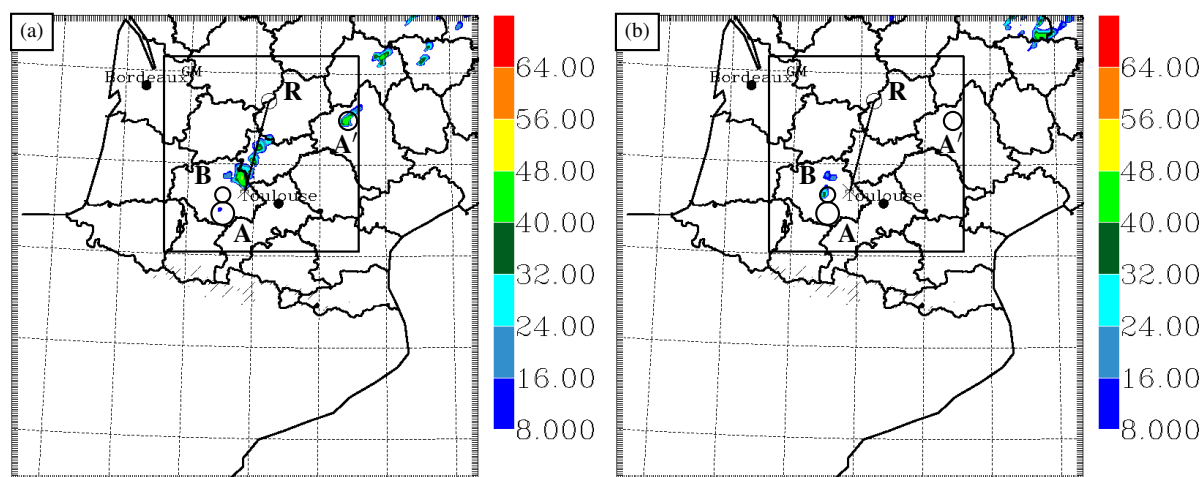 (a)
GM
Bordeaux
R
A′
B
Toulouse
A
64.00
56.00
48.00
40.00
32.00
24.00
16.00
8.000
(b)
GM
Bordeaux
R
A′
B
Toulouse
A
64.00
56.00
48.00
40.00
32.00
24.00
16.00
8.000